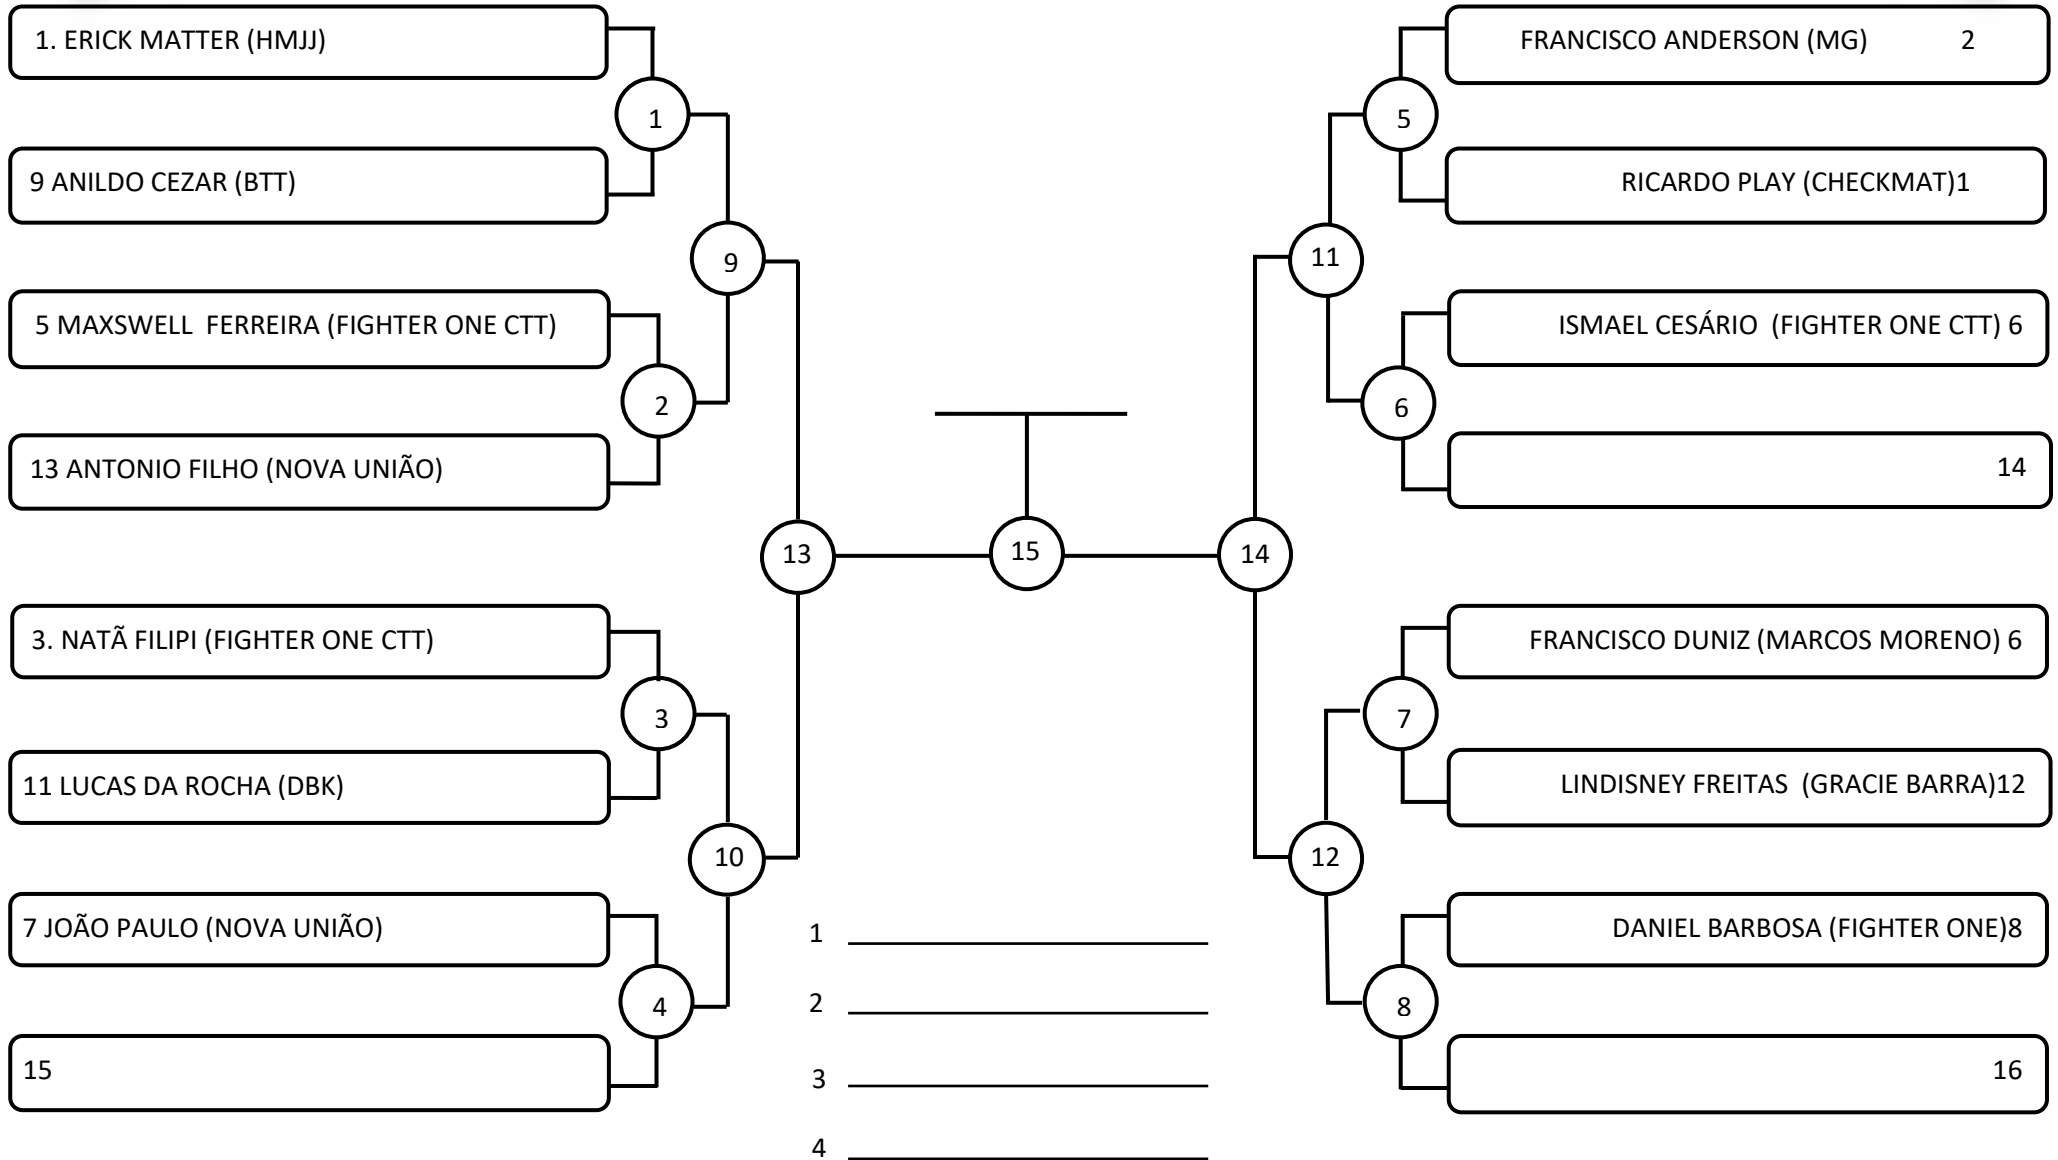 1. ERICK MATTER (HMJJ)
1
9 ANILDO CEZAR (BTT)
9
5 MAXSWELL  FERREIRA (FIGHTER ONE CTT)
2
13 ANTONIO FILHO (NOVA UNIÃO)
13
3. NATÃ FILIPI (FIGHTER ONE CTT)
3
11 LUCAS DA ROCHA (DBK)
10
7 JOÃO PAULO (NOVA UNIÃO)
4
15
15
1
2
3
4
FRANCISCO ANDERSON (MG) 2
5
RICARDO PLAY (CHECKMAT)1
11
ISMAEL CESÁRIO  (FIGHTER ONE CTT) 6
6
14
14
FRANCISCO DUNIZ (MARCOS MORENO) 6
7
LINDISNEY FREITAS  (GRACIE BARRA)12
12
DANIEL BARBOSA (FIGHTER ONE)8
8
16